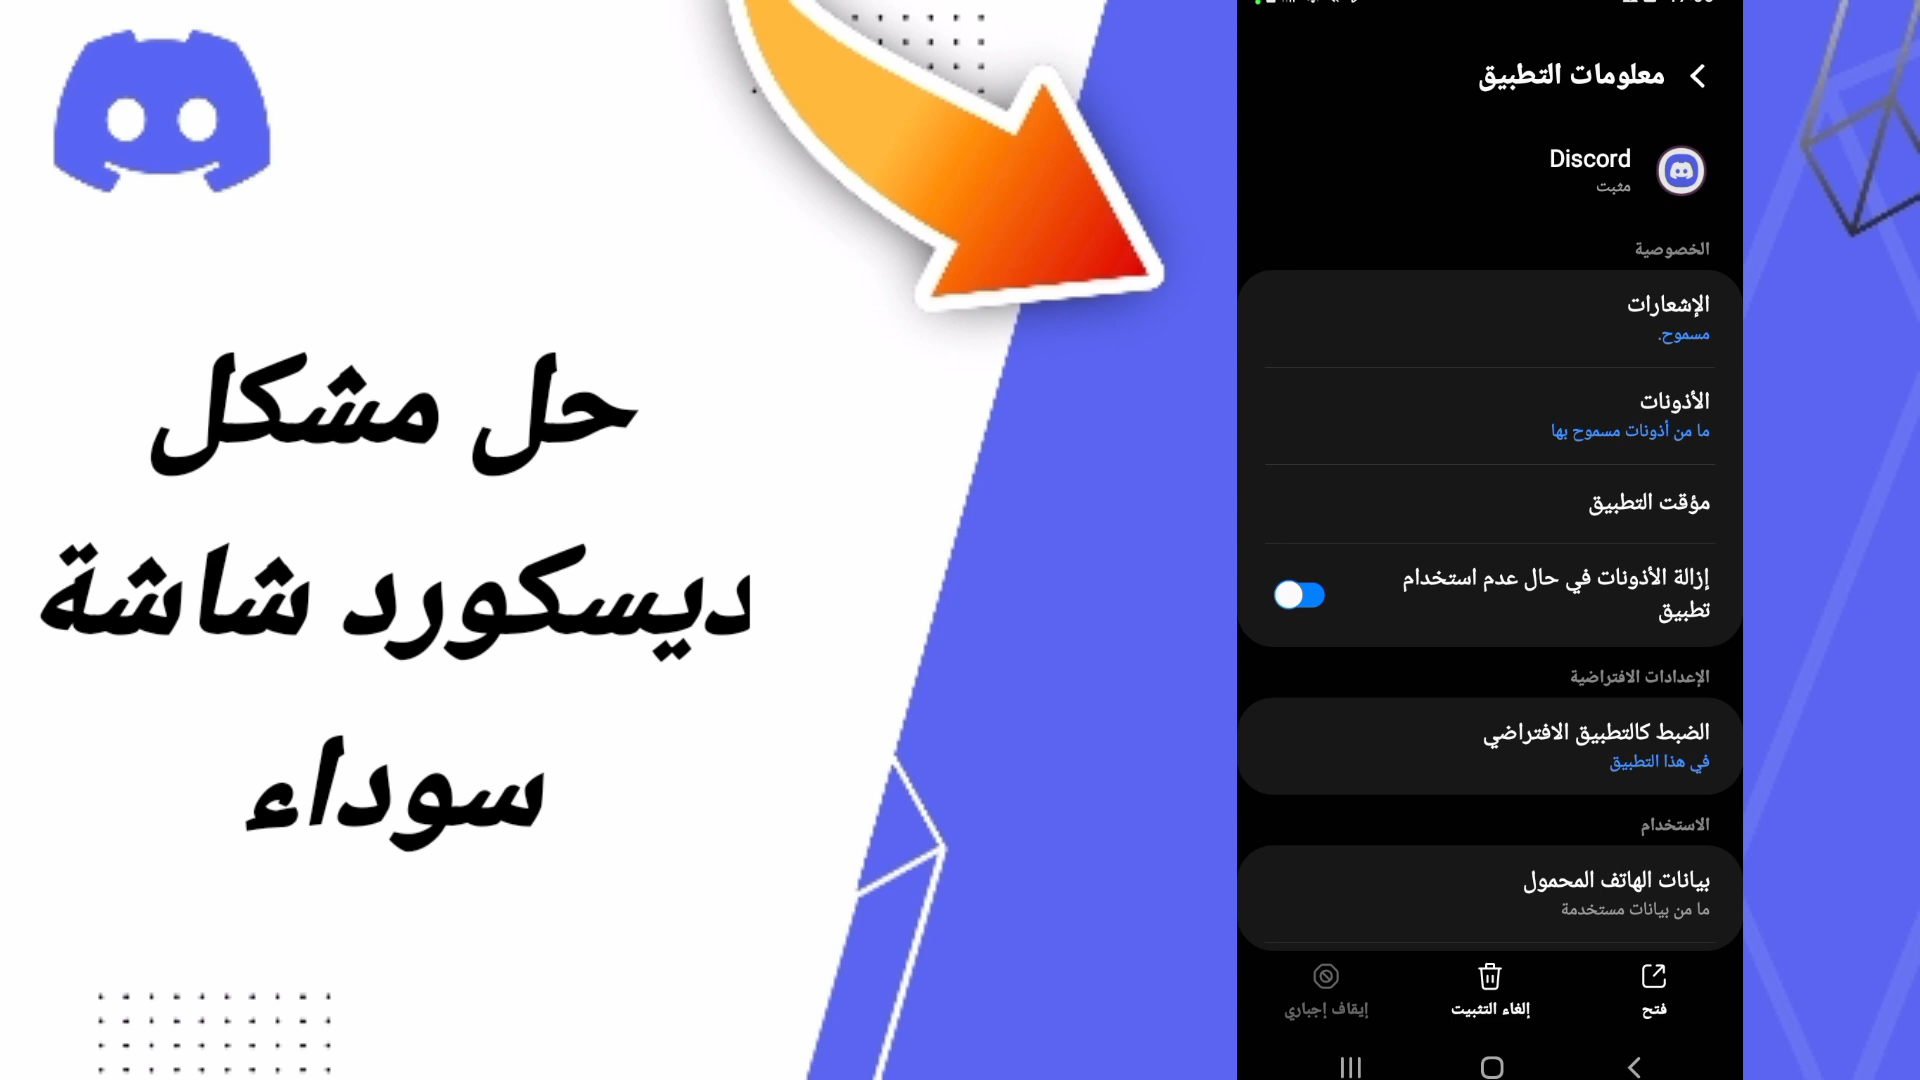 حل مشكل
ديسكورد شاشة
سوداء
معلومات التطبيق
Discord
مثبت
الخصوصية
الإشعارات
مسموح.
الأذونات
ما من أذونات مسموح بها
مؤقت التطبيق
إزالة الأذونات في حال عدم استخدام
تطبيق
الإعدادات الافتراضية
الضبط كالتطبيق الافتراضي
في هذا التطبيق
الاستخدام
بيانات الهاتف المحمول
ما من بيانات مستخدمة
فتح
إلغاء التثبيت
إيقاف إجباري